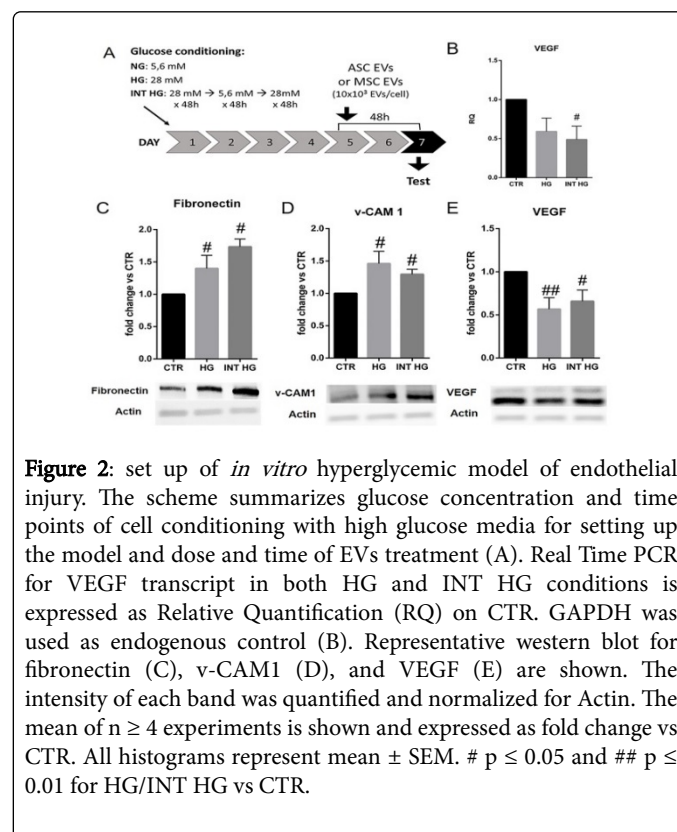 A
Glucose conditioning:
NG: 5,6 mM
HG: 28 mM
INT HG: 28 mM → 5,6 mM → 28mM
x 48h x 48h x 48h
ASC EVs
or MSC EVs
(10x10³ EVs/cell)
48h
DAY 1 2 3 4 5 6 7
Test
B
VEGF
1.5
1.0
0.5
0.0
RQ
#
CTR HG INT HG
C
Fibronectin
2.0
1.5
1.0
0.5
0.0
fold change vs CTR
# #
CTR HG INT HG
Fibronectin
Actin
D
v-CAM 1
2.0
1.5
1.0
0.5
0.0
fold change vs CTR
# #
CTR HG INT HG
v-CAM1
Actin
E
VEGF
1.5
1.0
0.5
0.0
fold change vs CTR
## #
CTR HG INT HG
VEGF
Actin
Figure 2: set up of in vitro hyperglycemic model of endothelial
injury. The scheme summarizes glucose concentration and time
points of cell conditioning with high glucose media for setting up
the model and dose and time of EVs treatment (A). Real Time PCR
for VEGF transcript in both HG and INT HG conditions is
expressed as Relative Quantification (RQ) on CTR. GAPDH was
used as endogenous control (B). Representative western blot for
fibronectin (C), v-CAM1 (D), and VEGF (E) are shown. The
intensity of each band was quantified and normalized for Actin. The
mean of n ≥ 4 experiments is shown and expressed as fold change vs
CTR. All histograms represent mean ± SEM. # p ≤ 0.05 and ## p ≤
0.01 for HG/INT HG vs CTR.